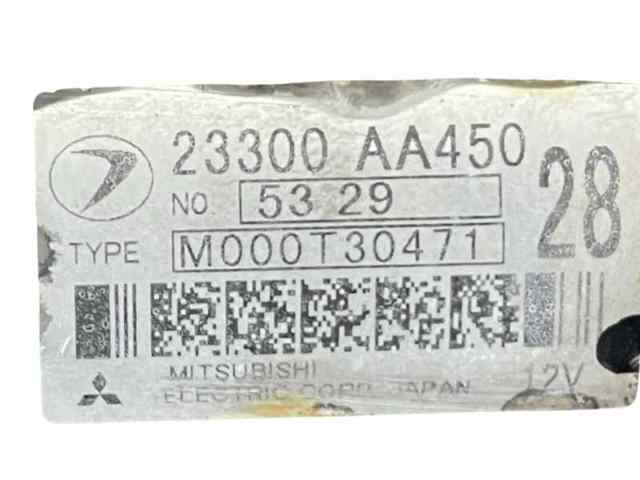 23300 AA450
NO. 53 29
28
TYPE M000T30471
MITSUBISHI
ELECTRIC CORP. JAPAN
12V